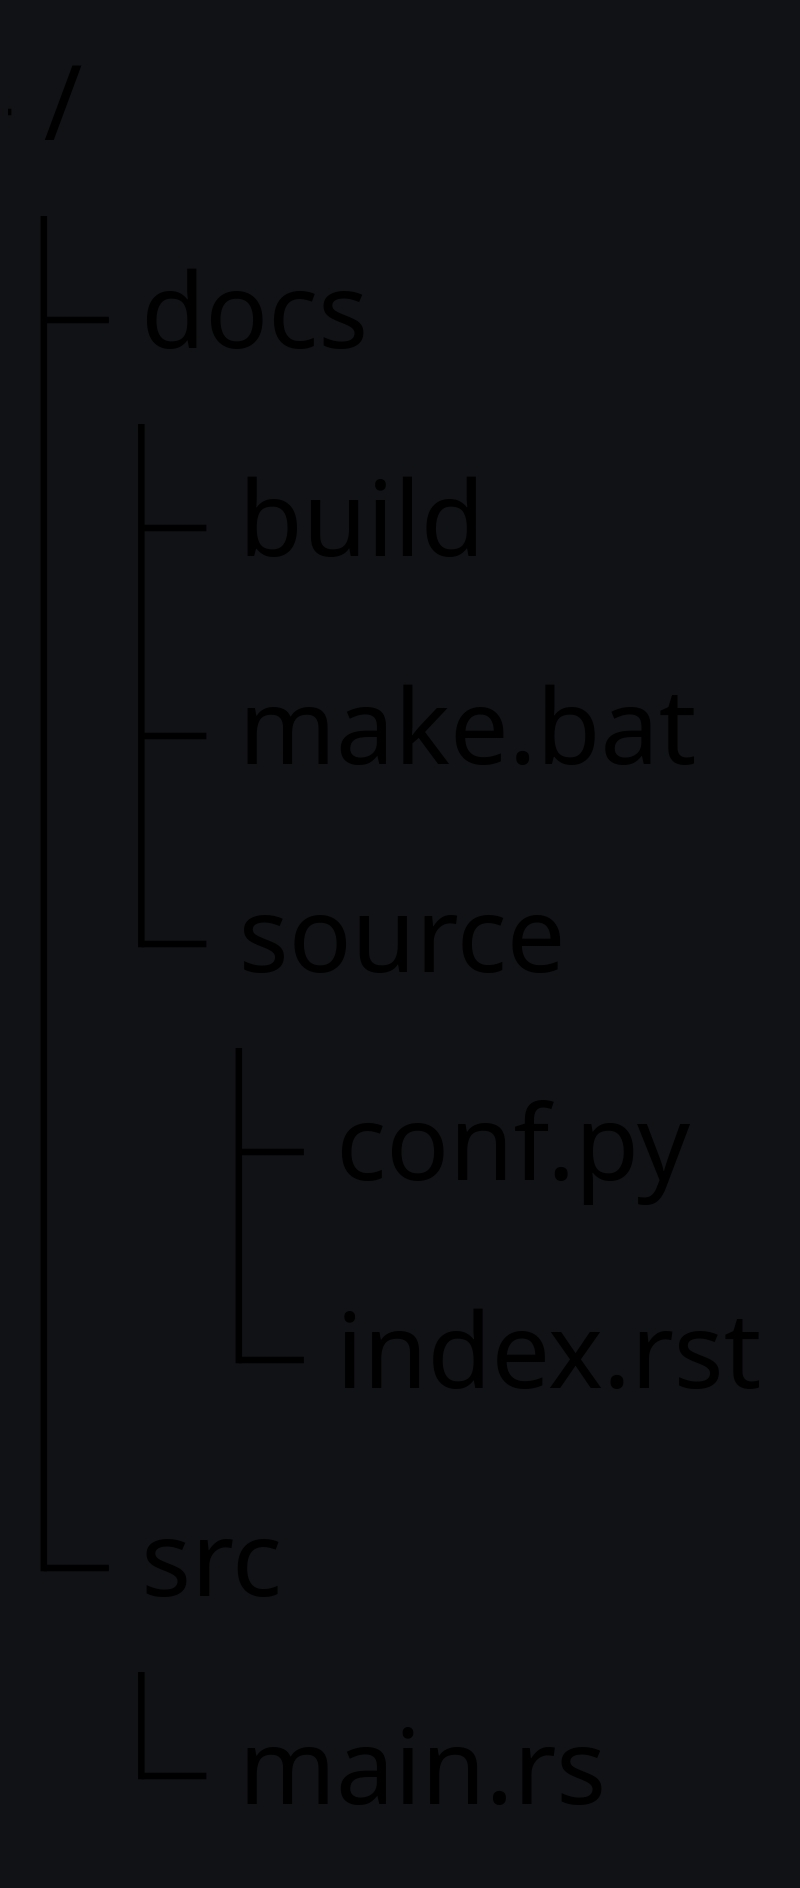 /
docs
build
make.bat
source
conf.py
index.rst
src
main.rs